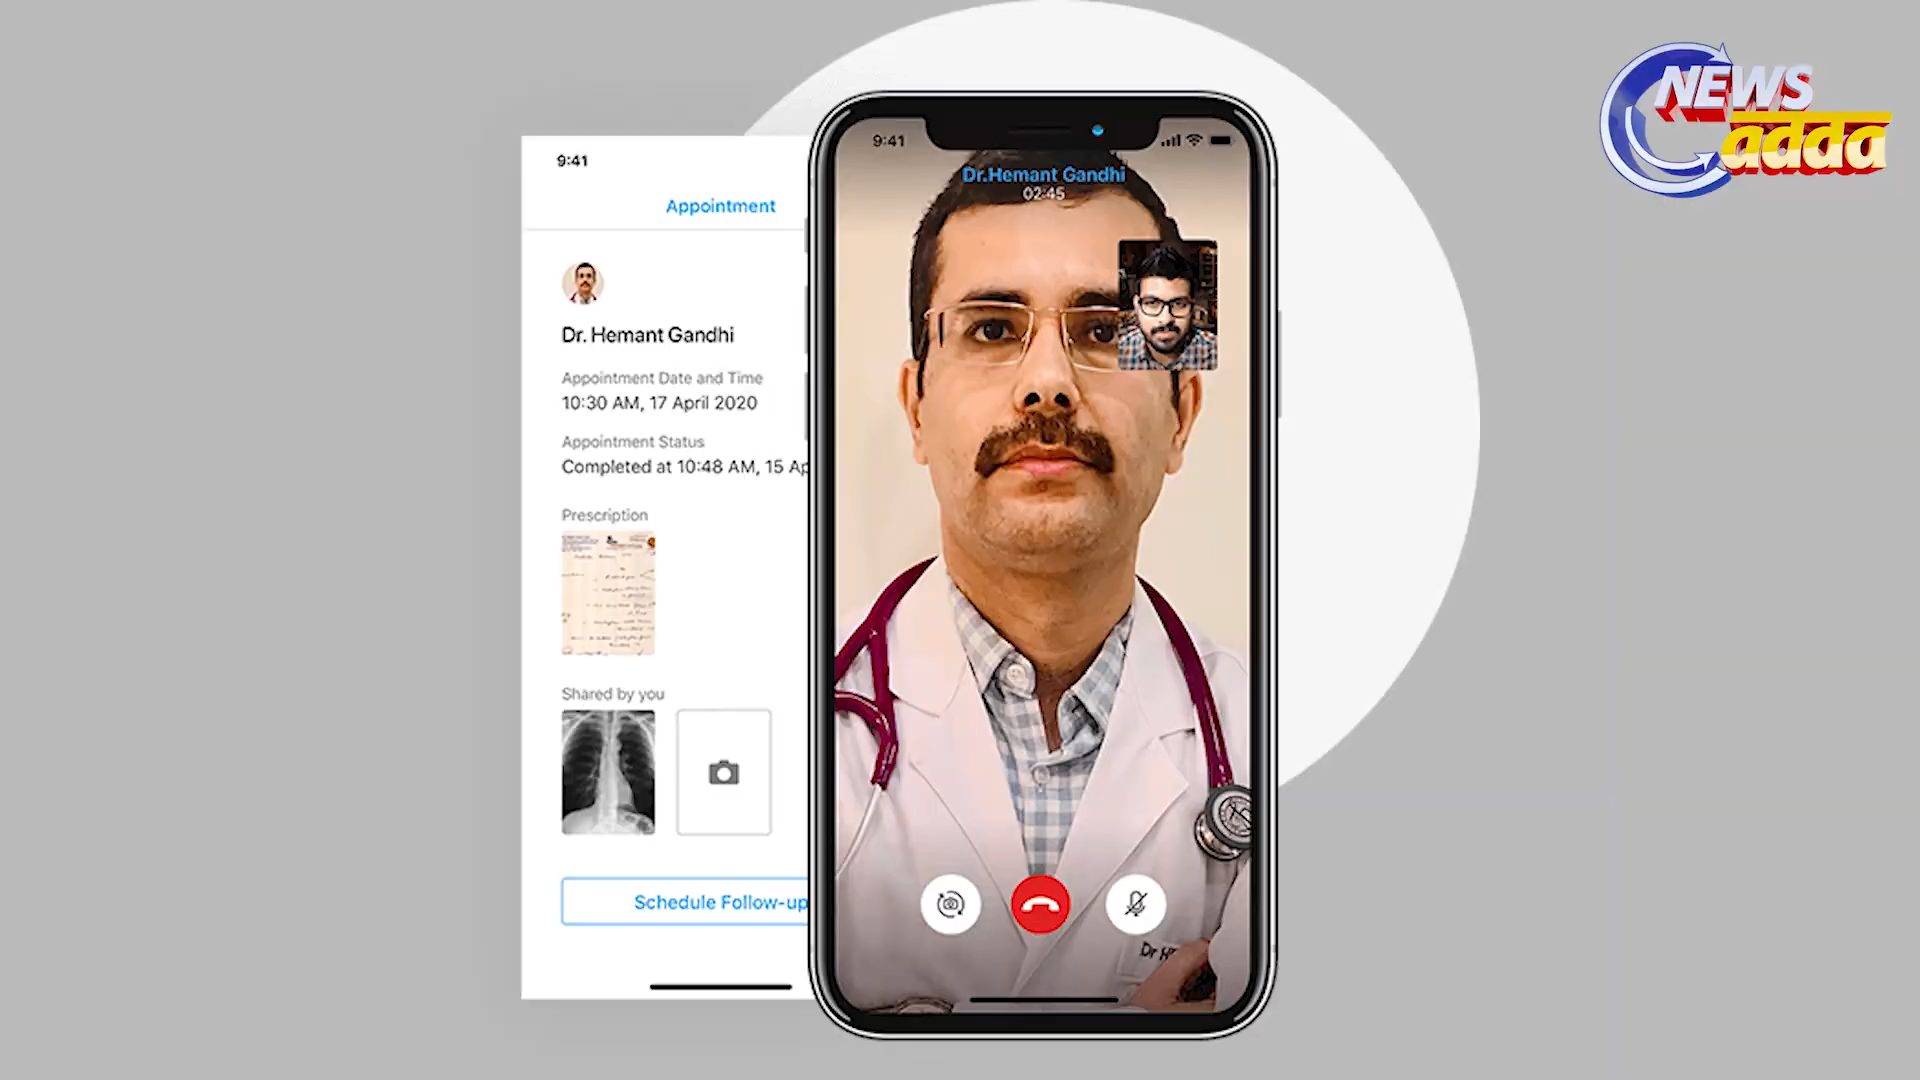 NEWS
adda
9:41
Appointment
Dr. Hemant Gandhi
Appointment Date and Time
10:30 AM, 17 April 2020
Appointment Status
Completed at 10:48 AM, 15 Ap
Prescription
Shared by you
Schedule Follow-up
9:41
Dr.Hemant Gandhi
02:45
Dr H